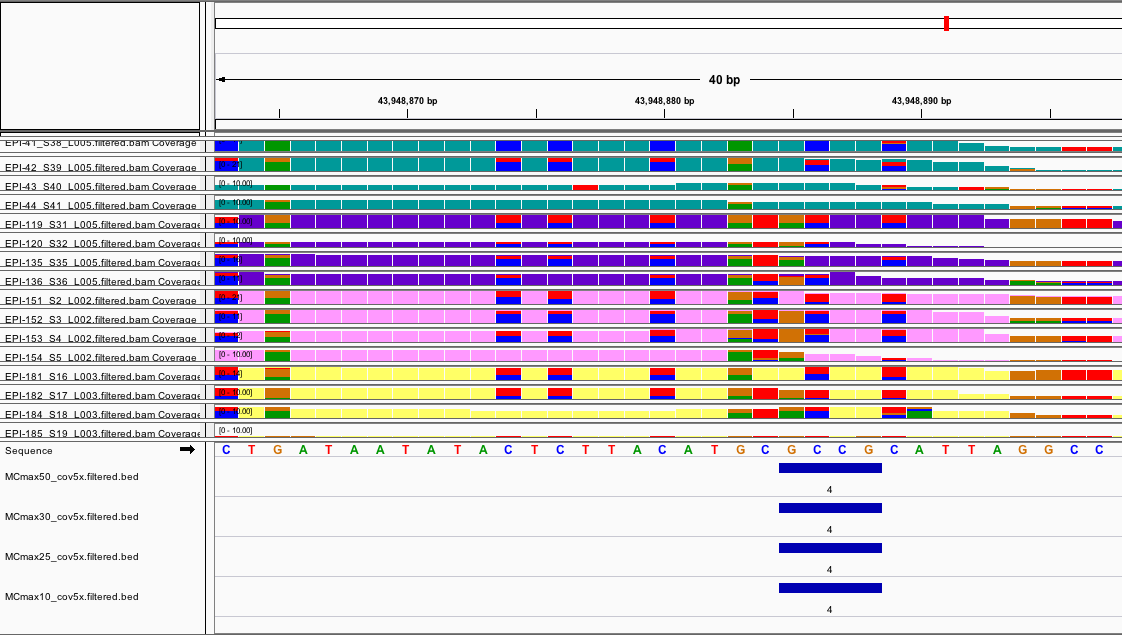 40 bp
43,948,870 bp 43,948,880 bp 43,948,890 bp
EPI-41_S38_L005.filtered.bam Coverage
EPI-42_S39_L005.filtered.bam Coverage
EPI-43_S40_L005.filtered.bam Coverage [0 - 10.00]
EPI-44_S41_L005.filtered.bam Coverage [0 - 10.00]
EPI-119_S31_L005.filtered.bam Coverage
EPI-120_S32_L005.filtered.bam Coverage [0 - 10.00]
EPI-135_S35_L005.filtered.bam Coverage
EPI-136_S36_L005.filtered.bam Coverage
EPI-151_S2_L002.filtered.bam Coverage
EPI-152_S3_L002.filtered.bam Coverage
EPI-153_S4_L002.filtered.bam Coverage
EPI-154_S5_L002.filtered.bam Coverage [0 - 10.00]
EPI-181_S16_L003.filtered.bam Coverage
EPI-182_S17_L003.filtered.bam Coverage [0 - 10.00]
EPI-184_S18_L003.filtered.bam Coverage [0 - 10.00]
EPI-185_S19_L003.filtered.bam Coverage [0 - 10.00]
Sequence C T G A T A A T A T A C T C T T A C A T G C G C C G C A T T A G G C C
MCmax50_cov5x.filtered.bed
4
MCmax30_cov5x.filtered.bed
4
MCmax25_cov5x.filtered.bed
4
MCmax10_cov5x.filtered.bed
4